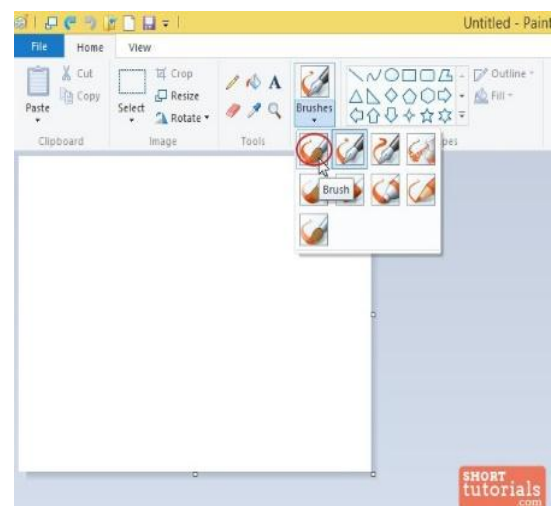 Untitled - Paint
File Home View
Cut Crop Outline
Copy Resize Fill
Paste Select Rotate Brushes
Clipboard Image Tools pes
Brush
SHORT
tutorials
.com